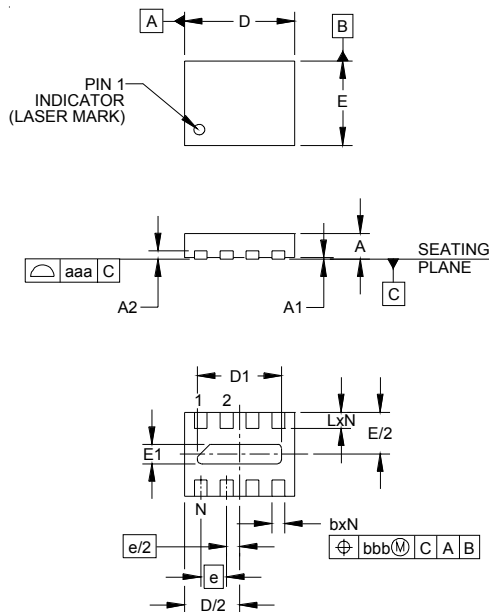 A D B
PIN 1
INDICATOR
(LASER MARK)
E
A SEATING
PLANE
aaa C
A2 A1 C
D1
1 2
LxN
E/2
E1
N bxN
e/2 bbb Ⓜ C A B
e
D/2